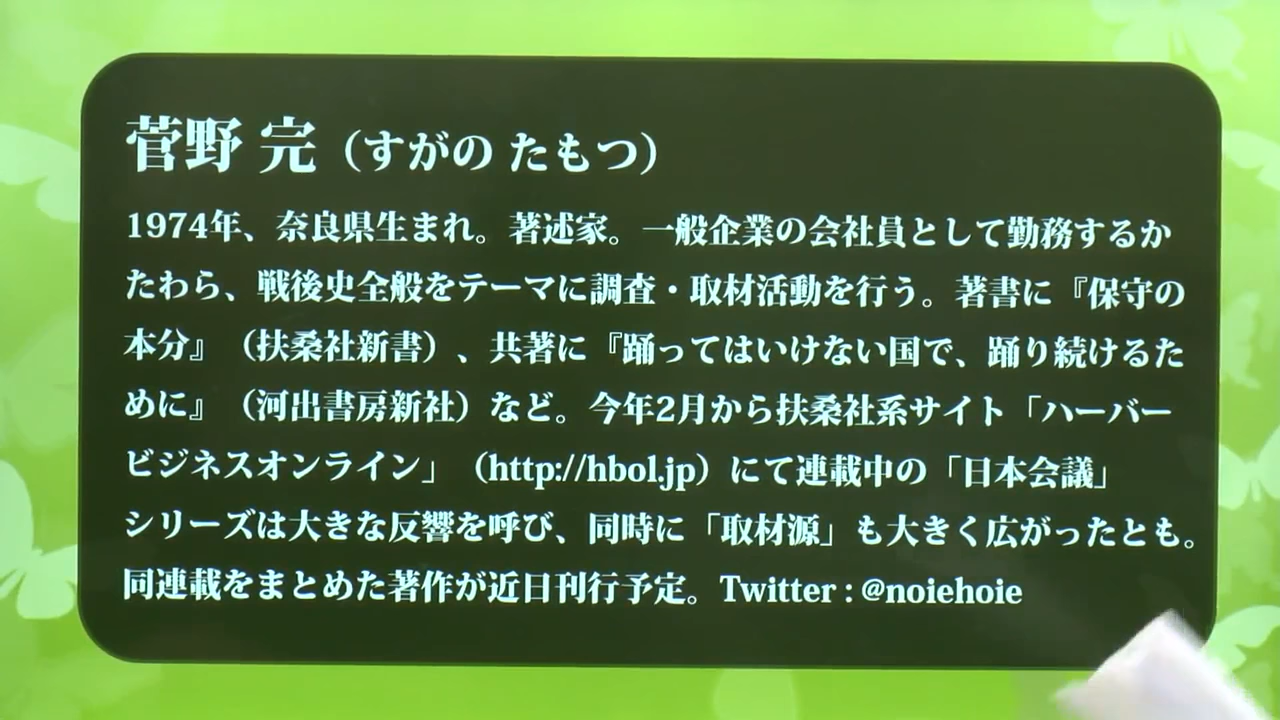 菅野 完（すがの たもつ）
1974年、奈良県生まれ。著述家。一般企業の会社員として勤務するか
たわら、戦後史全般をテーマに調査・取材活動を行う。著書に『保守の
本分』（扶桑社新書）、共著に『踊ってはいけない国で、踊り続けるた
めに』（河出書房新社）など。今年2月から扶桑社系サイト「ハーバー
ビジネスオンライン」（http://hbol.jp）にて連載中の「日本会議」
シリーズは大きな反響を呼び、同時に「取材源」も大きく広がったとも。
同連載をまとめた著作が近日刊行予定。Twitter : @noiehoie